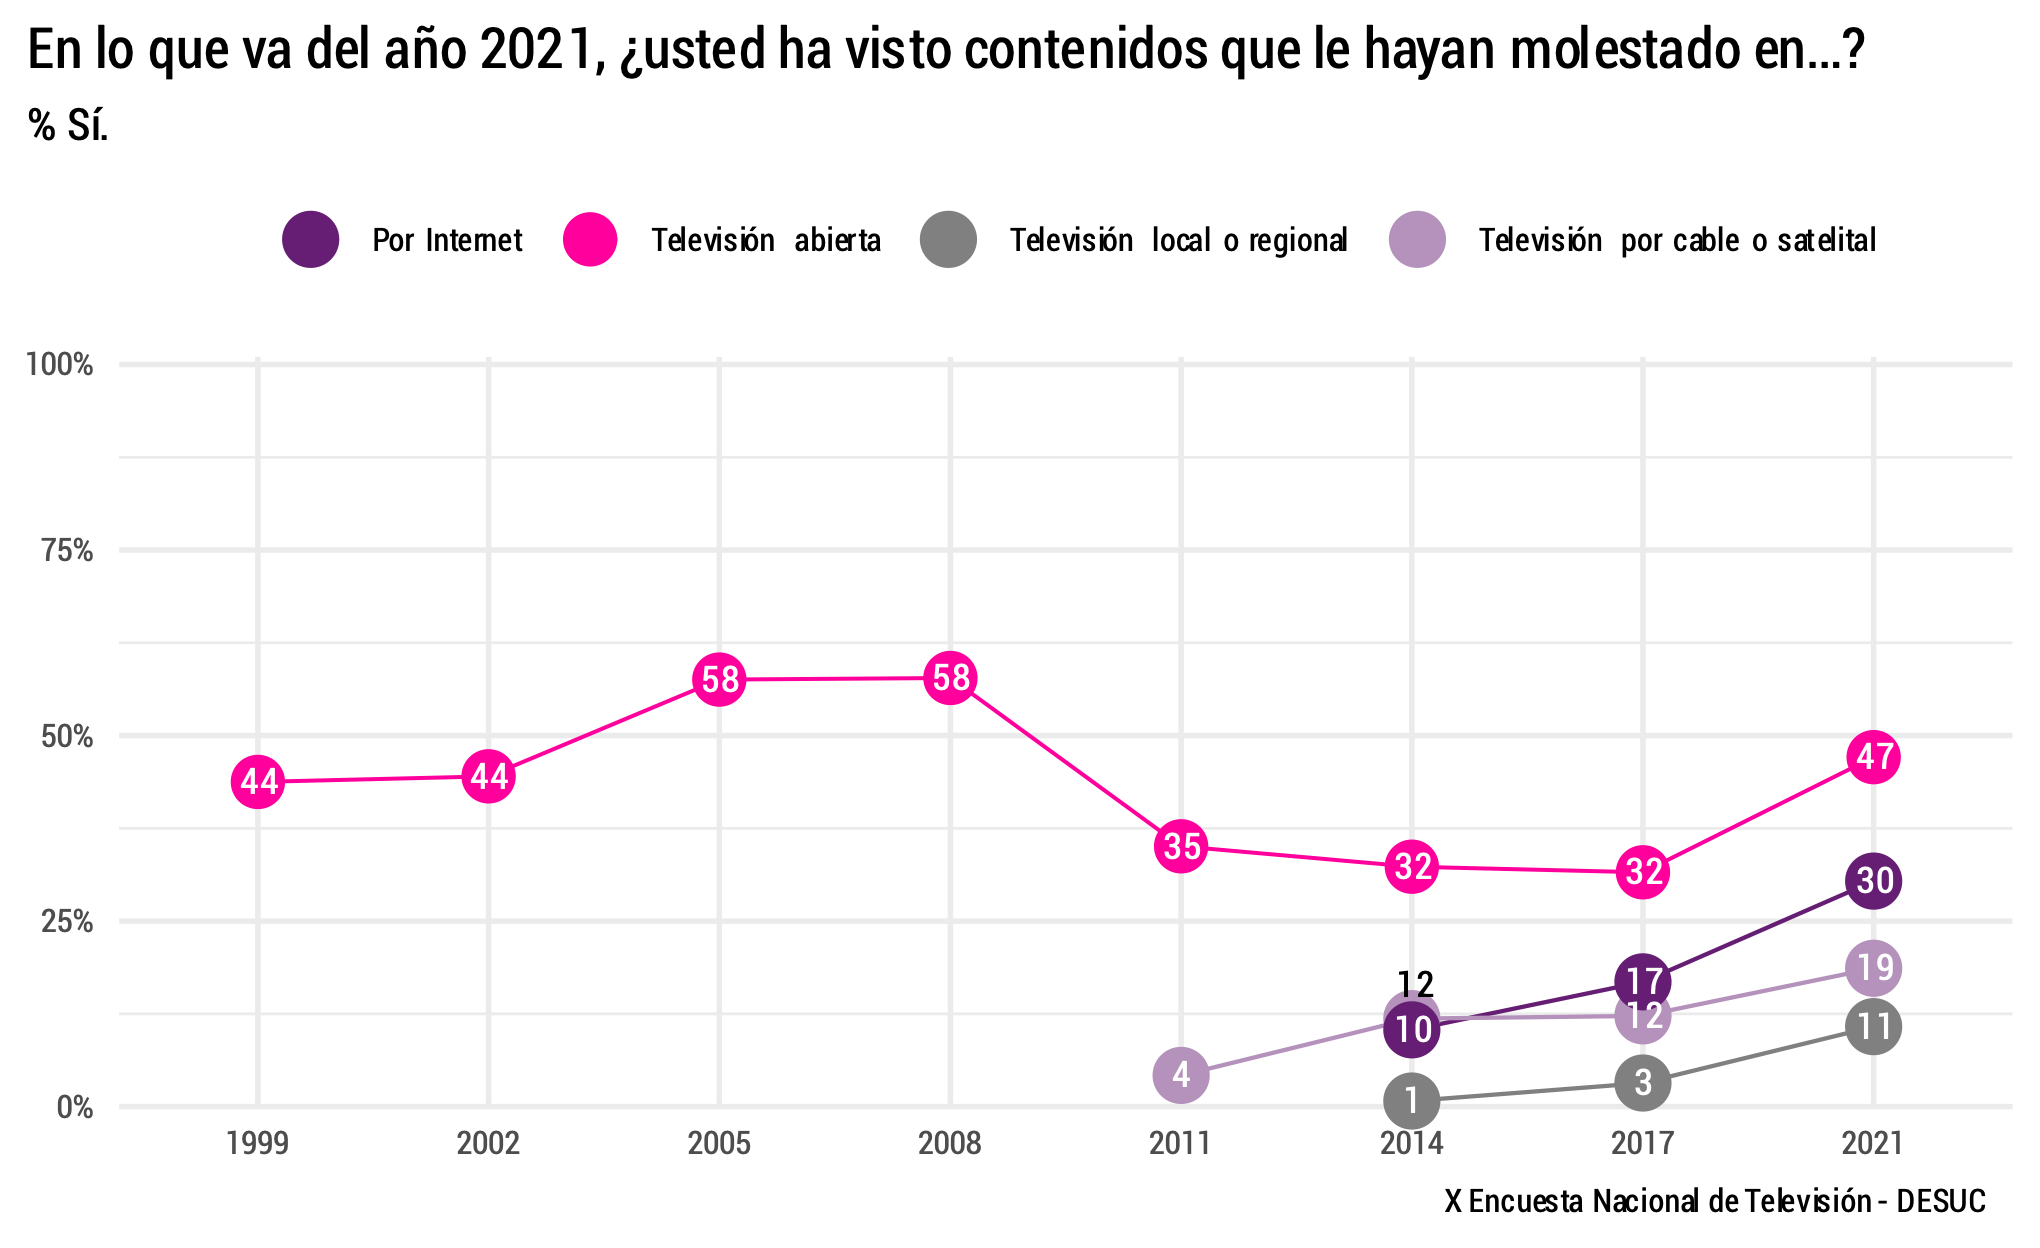 En lo que va del año 2021, ¿usted ha visto contenidos que le hayan molestado en...?
% Sí.
Por Internet Televisión abierta Televisión local o regional Televisión por cable o satelital
100%
75%
58 58
50%
47
44 44
35 32 32
30
25%
19
12 17
10 12
11
4
1 3
0%
1999 2002 2005 2008 2011 2014 2017 2021
X Encuesta Nacional de Televisión - DESUC